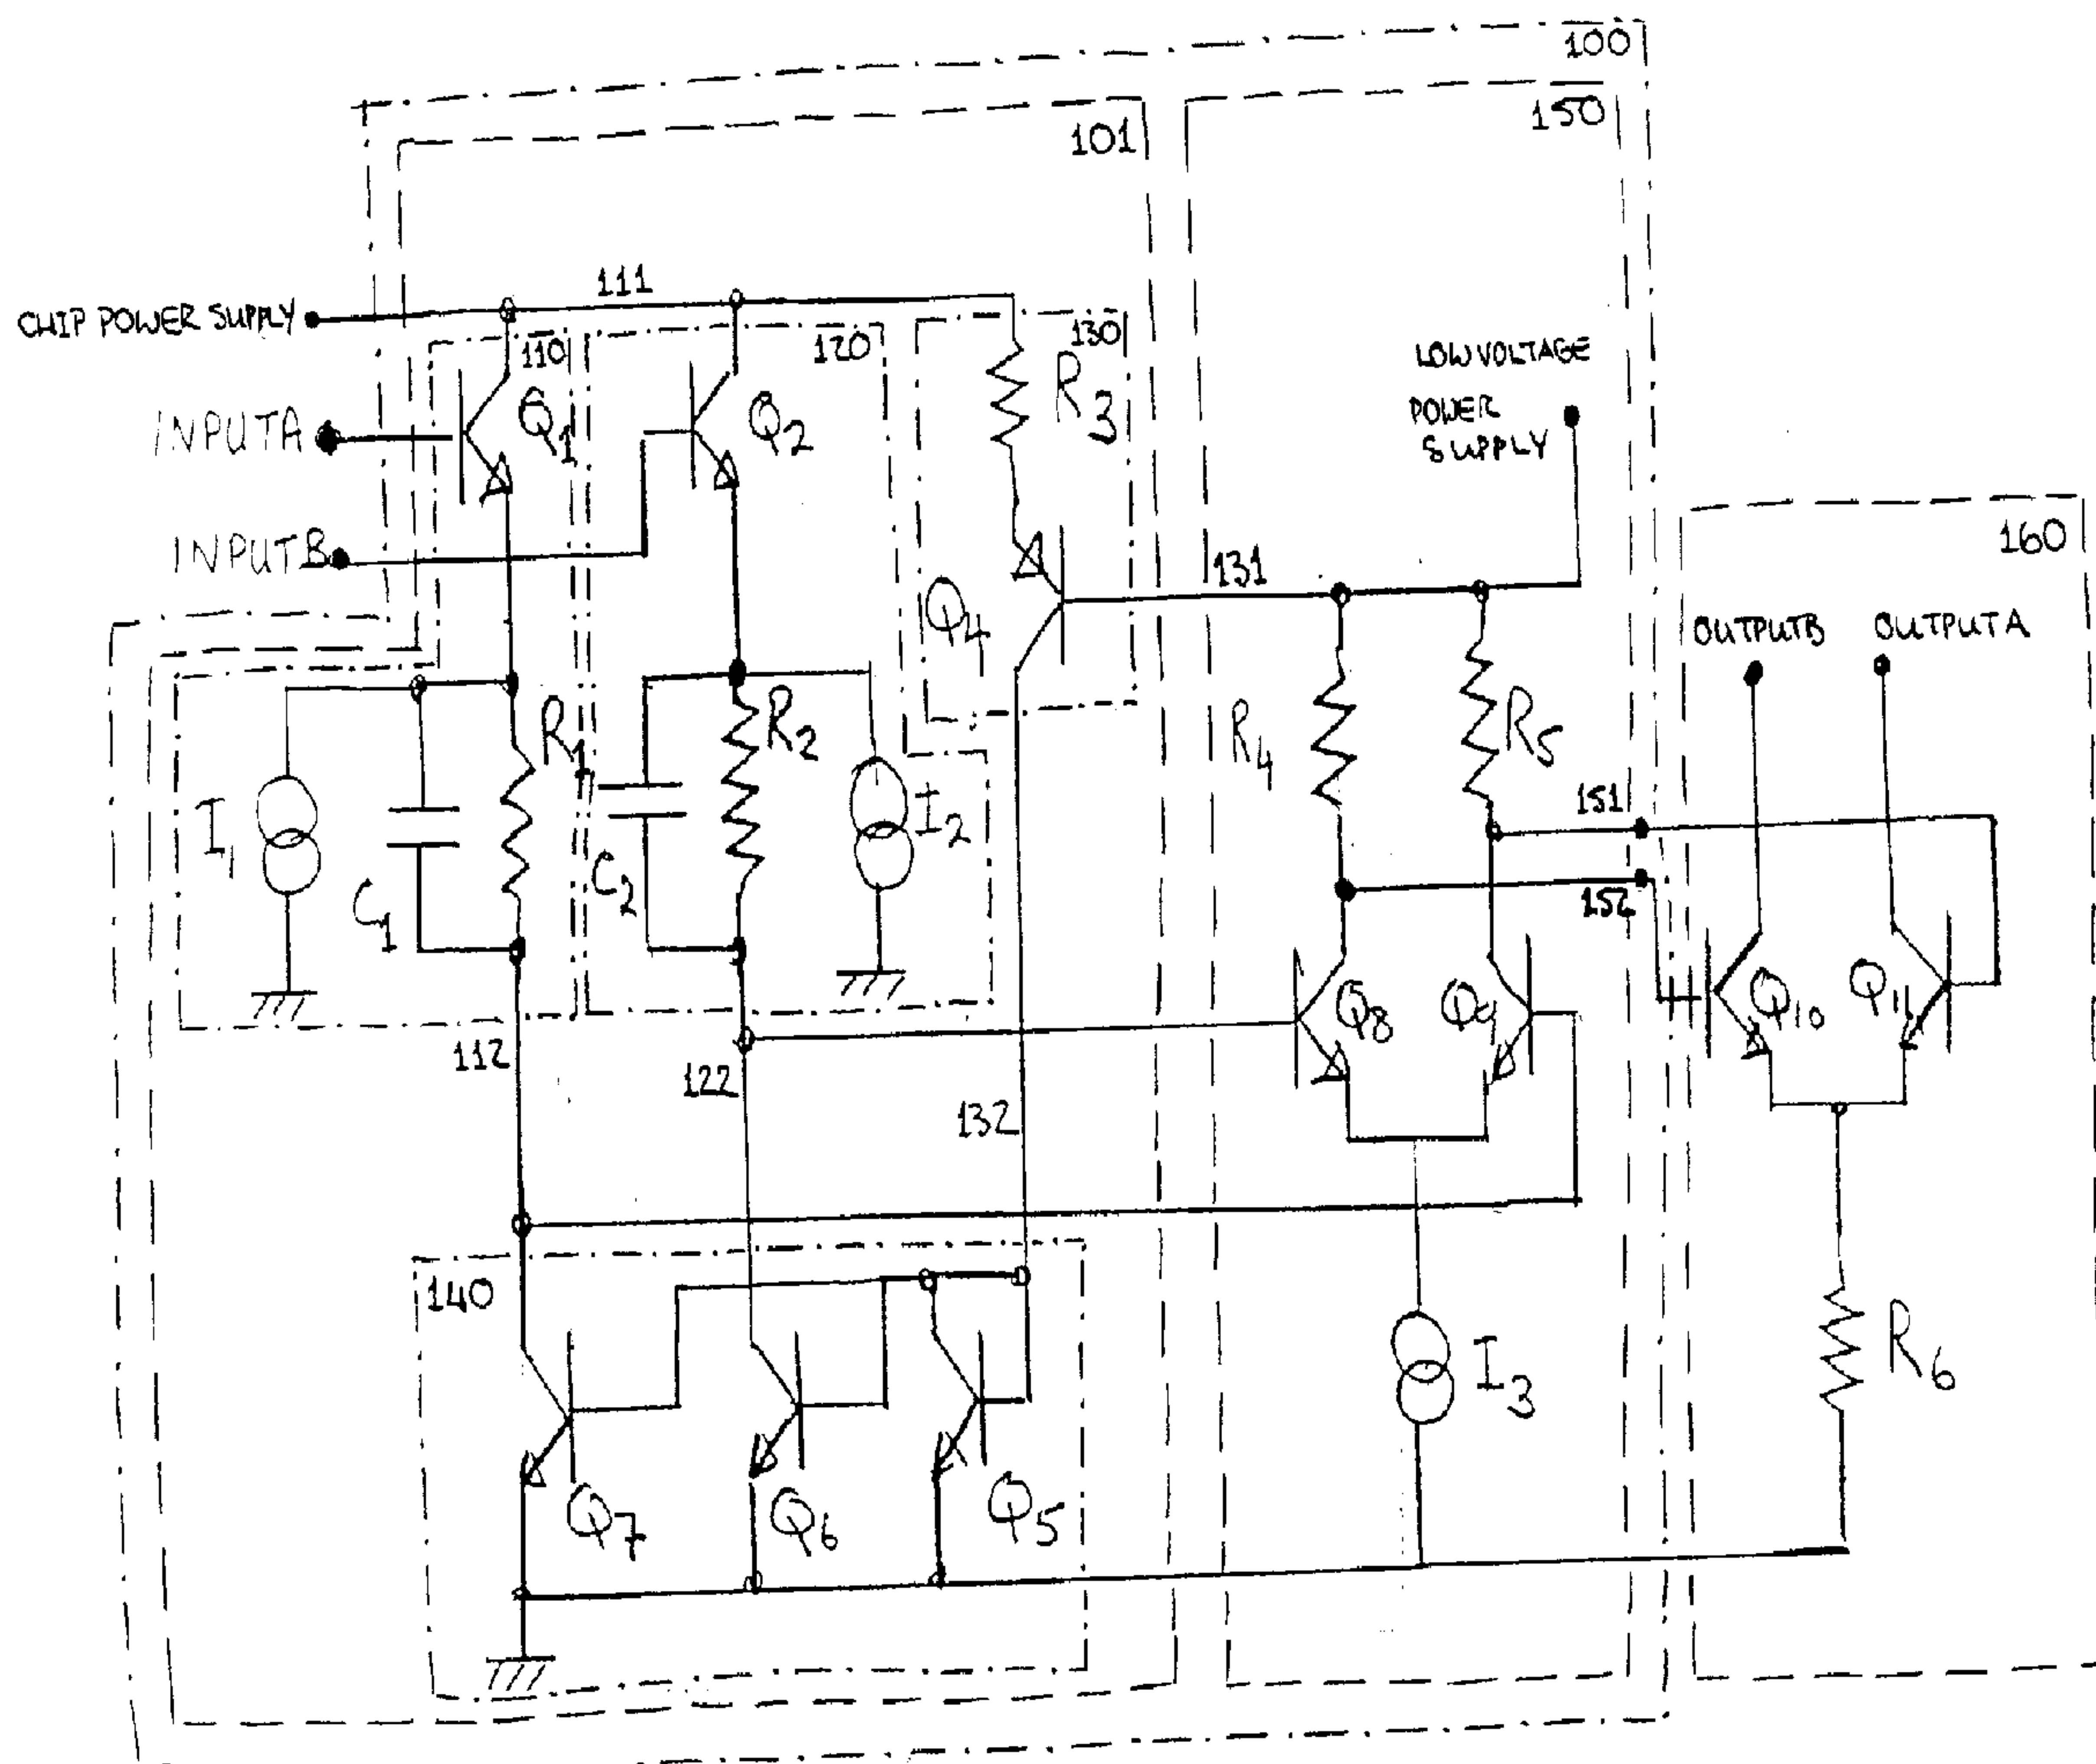 100
150
101
111
CHIP POWER SUPPLY
110
120
130
R3
LOW VOLTAGE
POWER
SUPPLY
INPUTA
Q1
Q2
INPUTB
160
131
Q4
OUTPUTB
OUTPUTA
R1
R2
R4
R5
151
I1
I2
C1
C2
152
Q8
Q9
Q10
Q11
112
122
132
140
I3
R6
Q7
Q6
Q5